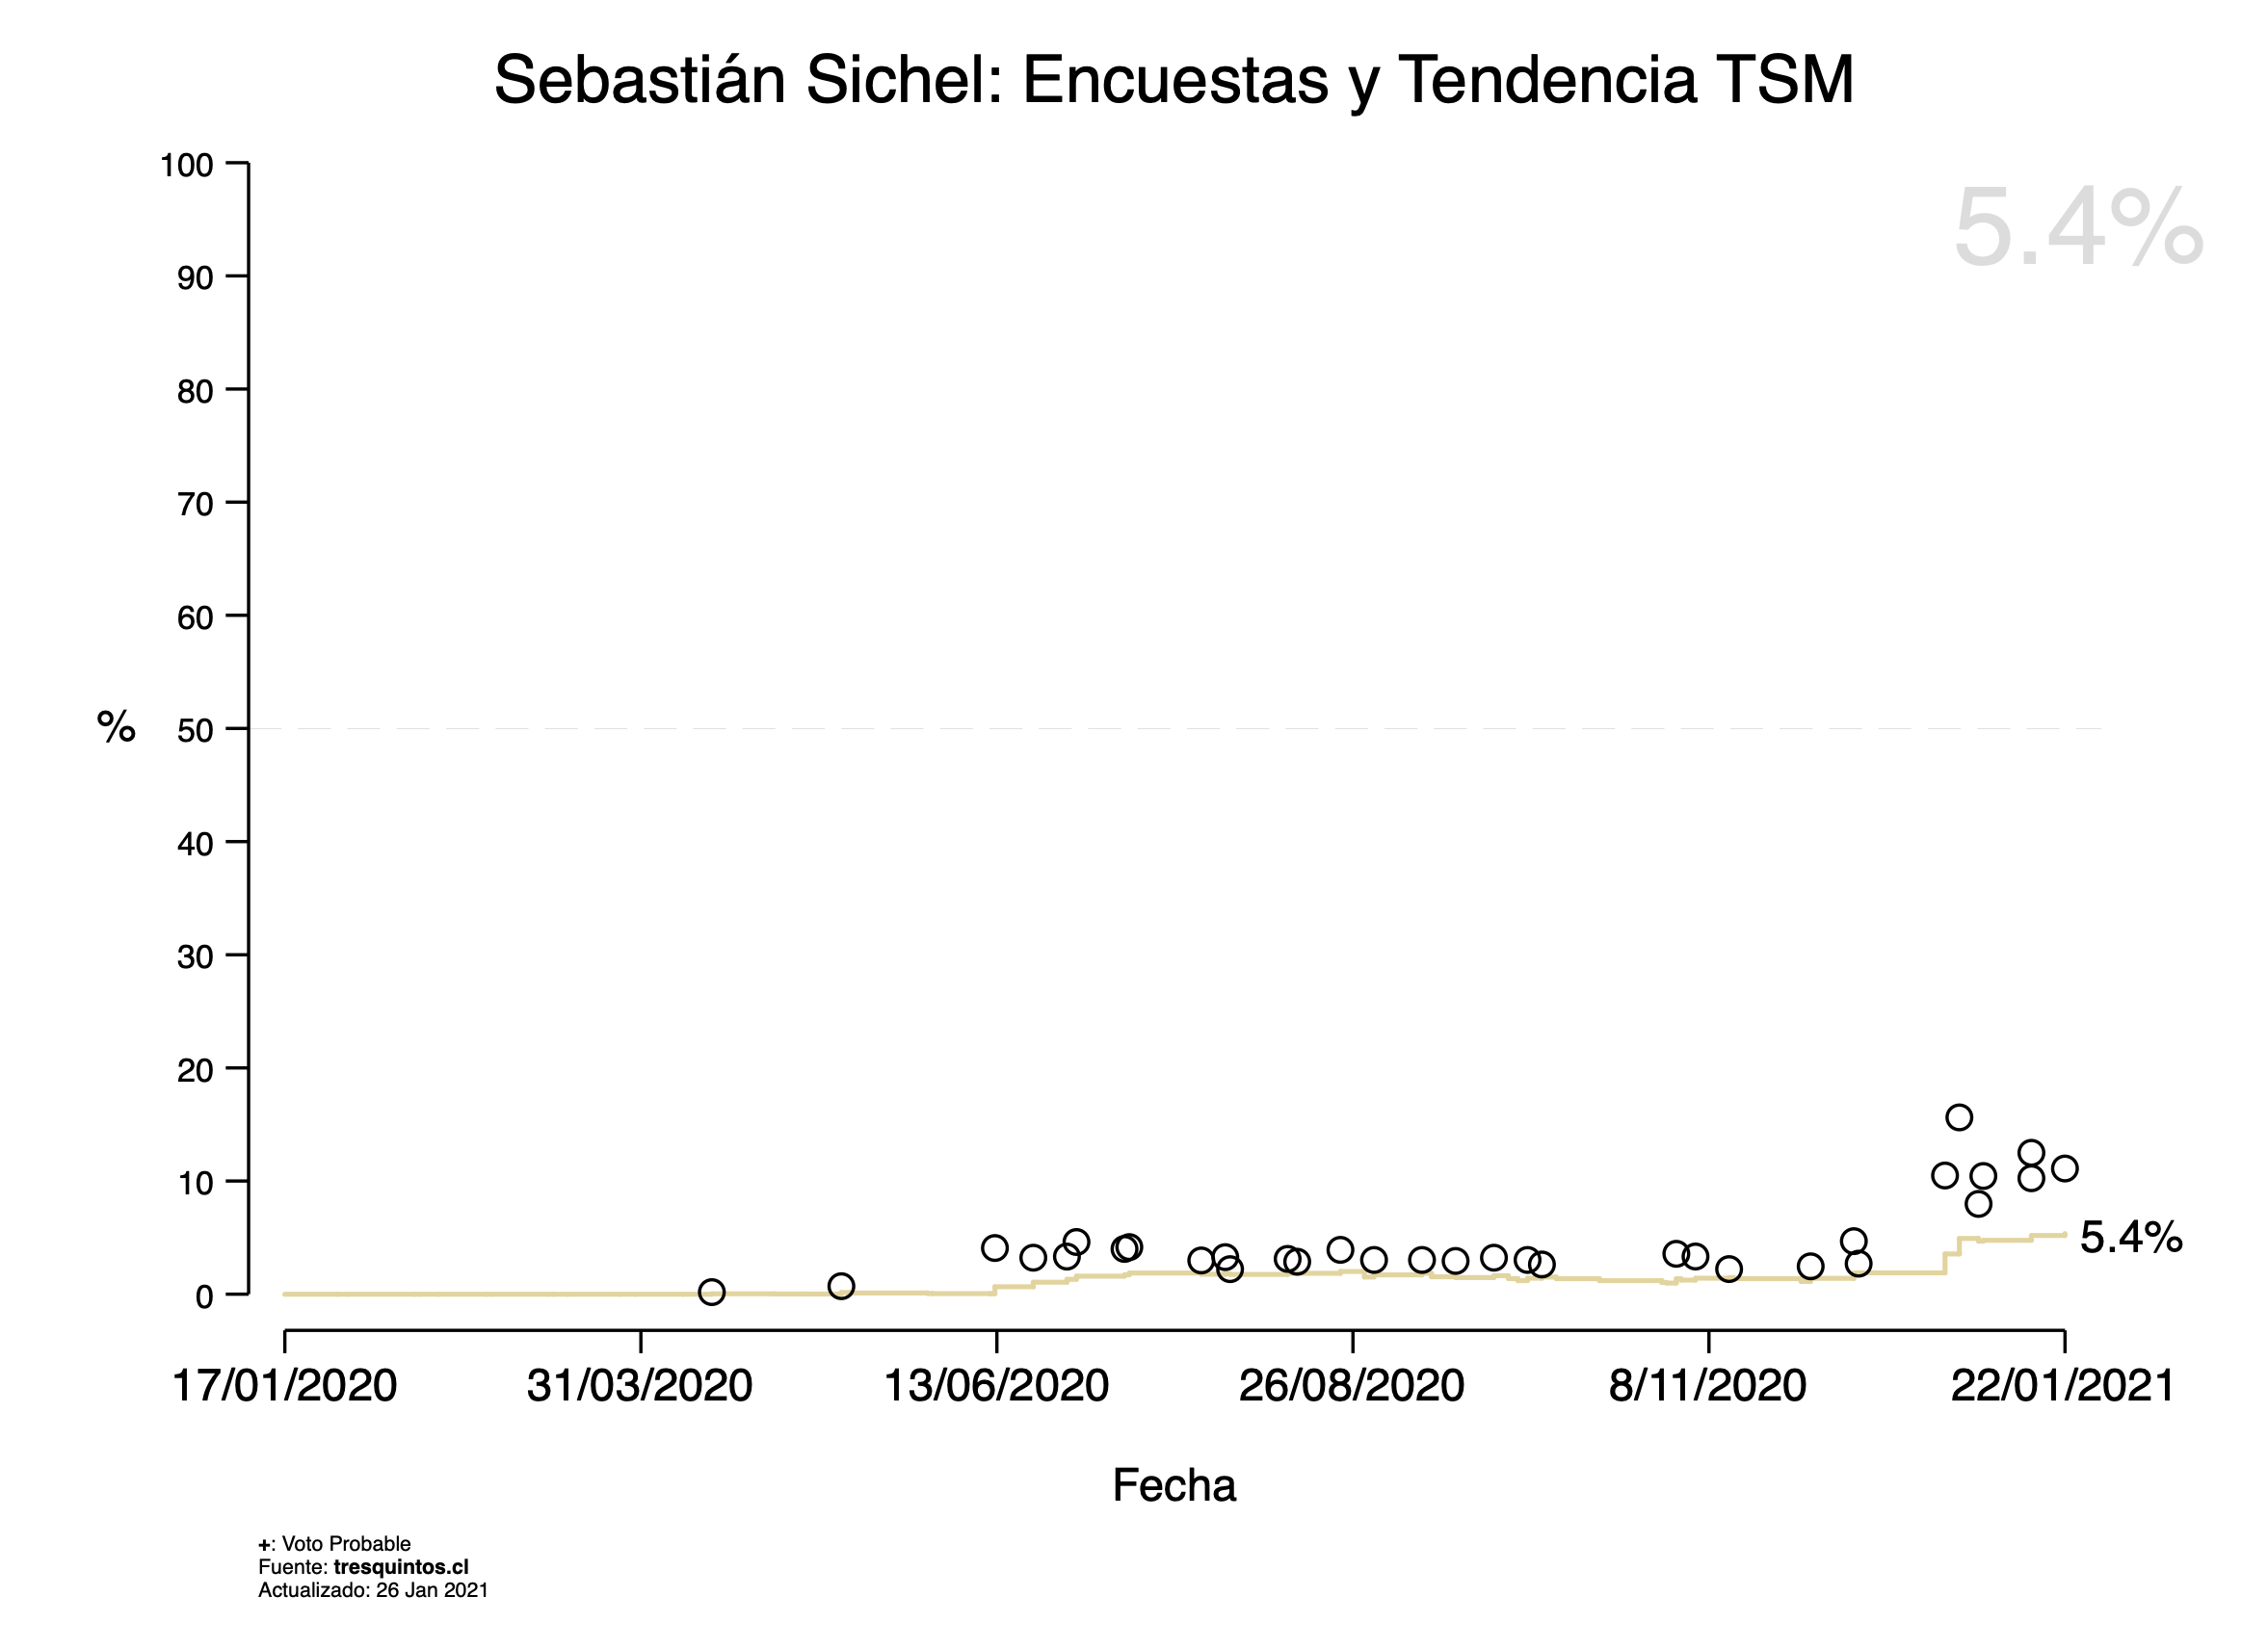 Sebastián Sichel: Encuestas y Tendencia TSM
5.4%
100
90
80
70
60
50
40
30
20
10
0
%
5.4%
17/01/2020 31/03/2020 13/06/2020 26/08/2020 8/11/2020 22/01/2021
Fecha
+: Voto Probable
Fuente: tresquintos.cl
Actualizado: 26 Jan 2021